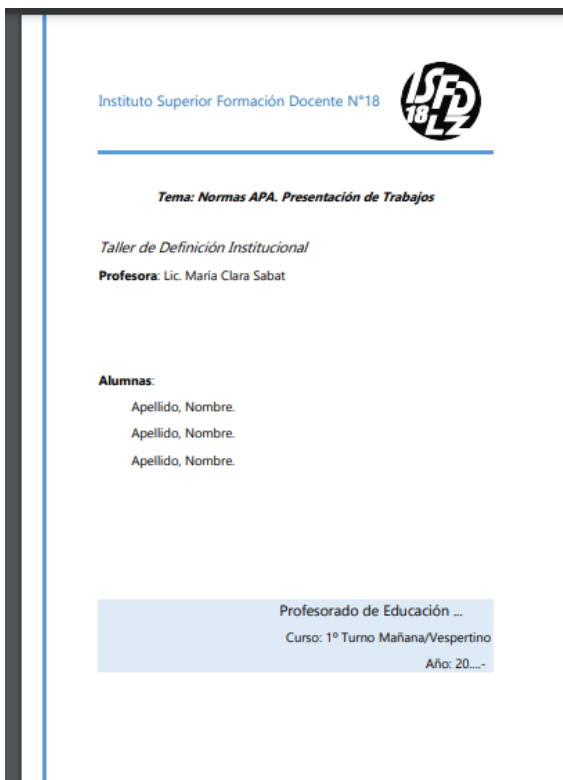 Instituto Superior Formación Docente N°18
ISFD
18 LZ
Tema: Normas APA. Presentación de Trabajos
Taller de Definición Institucional
Profesora: Lic. María Clara Sabat
Alumnas:
Apellido, Nombre.
Apellido, Nombre.
Apellido, Nombre.
Profesorado de Educación ...
Curso: 1º Turno Mañana/Vespertino
Año: 20....-